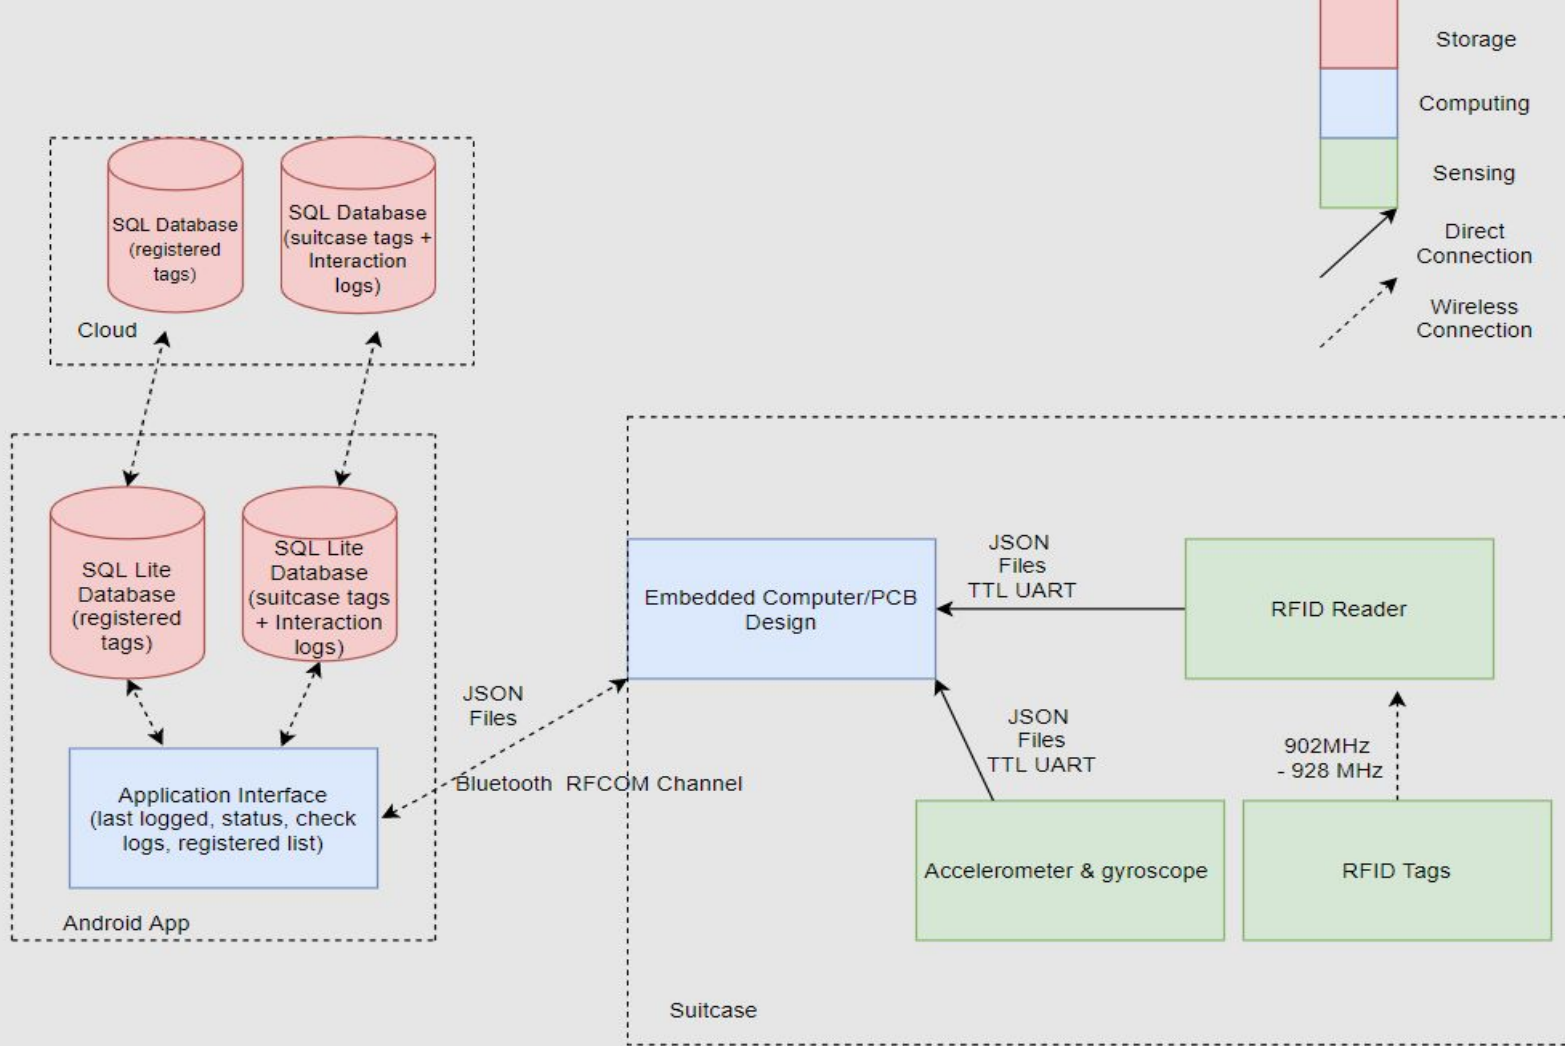 Storage
Computing
Sensing
Direct
Connection
Wireless
Connection
SQL Database
(registered
tags)
SQL Database
(suitcase tags +
Interaction
logs)
Cloud
SQL Lite
Database
(registered
tags)
SQL Lite
Database
(suitcase tags
+ Interaction
logs)
Application Interface
(last logged, status, check
logs, registered list)
Android App
JSON
Files
Bluetooth RFCOM Channel
Embedded Computer/PCB
Design
JSON
Files
TTL UART
RFID Reader
JSON
Files
TTL UART
902MHz
- 928 MHz
Accelerometer & gyroscope
RFID Tags
Suitcase